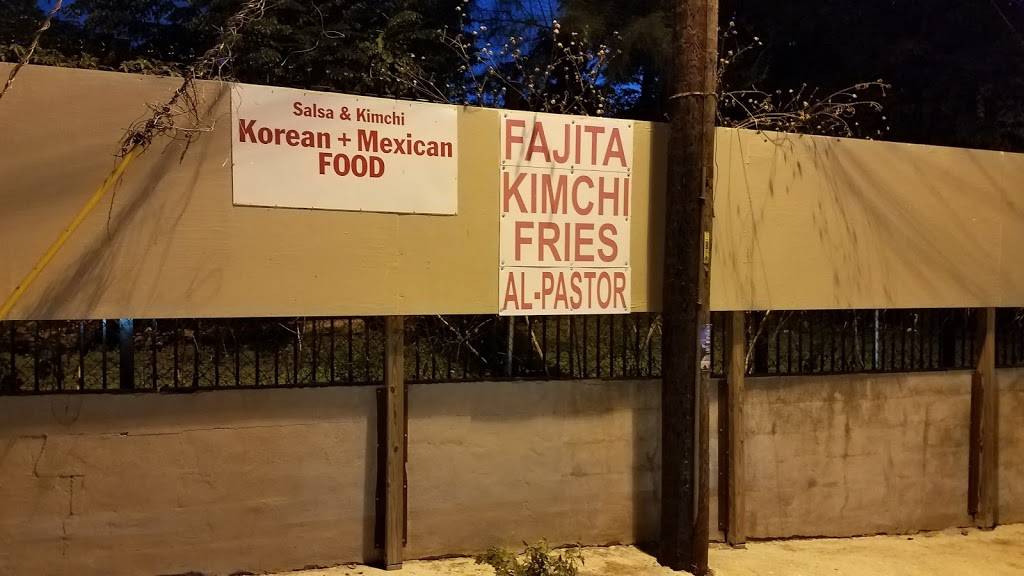 Salsa & Kimchi
Korean + Mexican
FOOD
FAJITA
KIMCHI
FRIES
AL-PASTOR